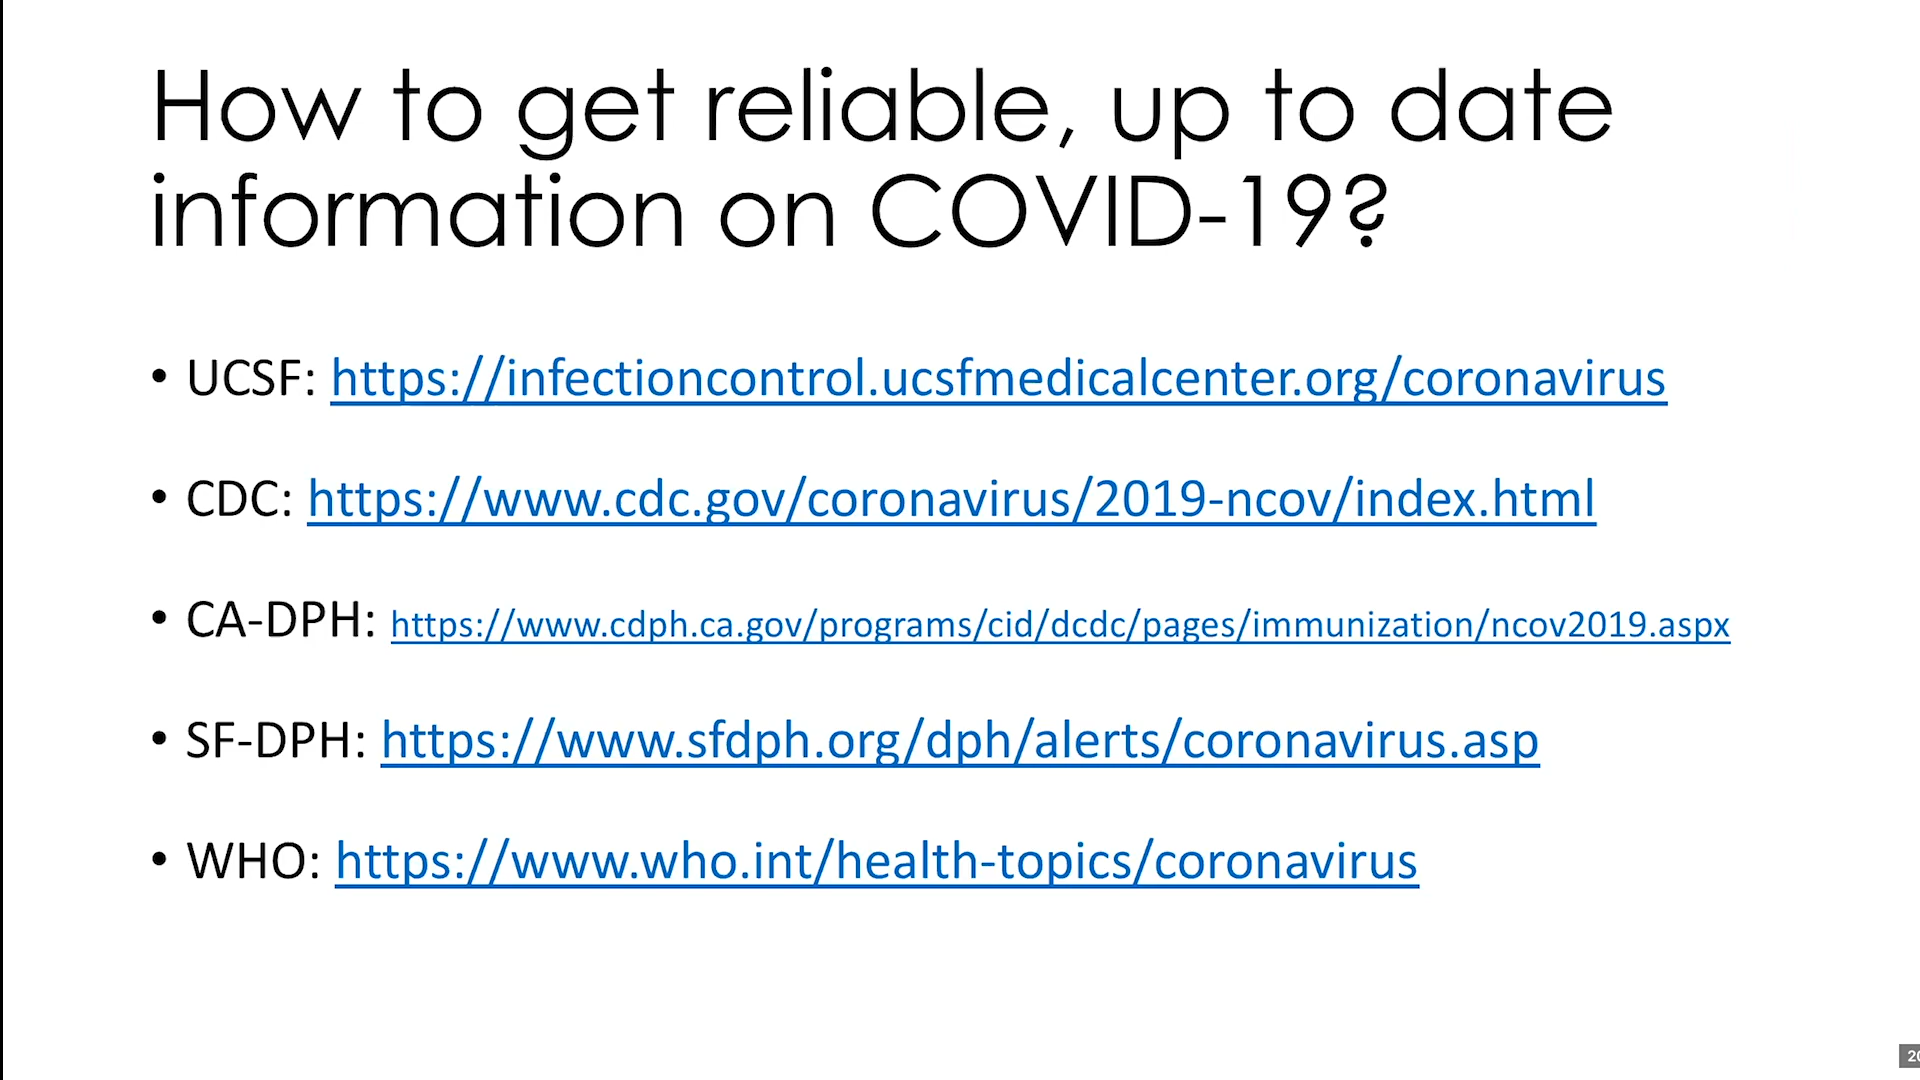 How to get reliable, up to date
information on COVID-19?
• UCSF: https://infectioncontrol.ucsfmedicalcenter.org/coronavirus
• CDC: https://www.cdc.gov/coronavirus/2019-ncov/index.html
• CA-DPH: https://www.cdph.ca.gov/programs/cid/dcdc/pages/immunization/ncov2019.aspx
• SF-DPH: https://www.sfdph.org/dph/alerts/coronavirus.asp
• WHO: https://www.who.int/health-topics/coronavirus